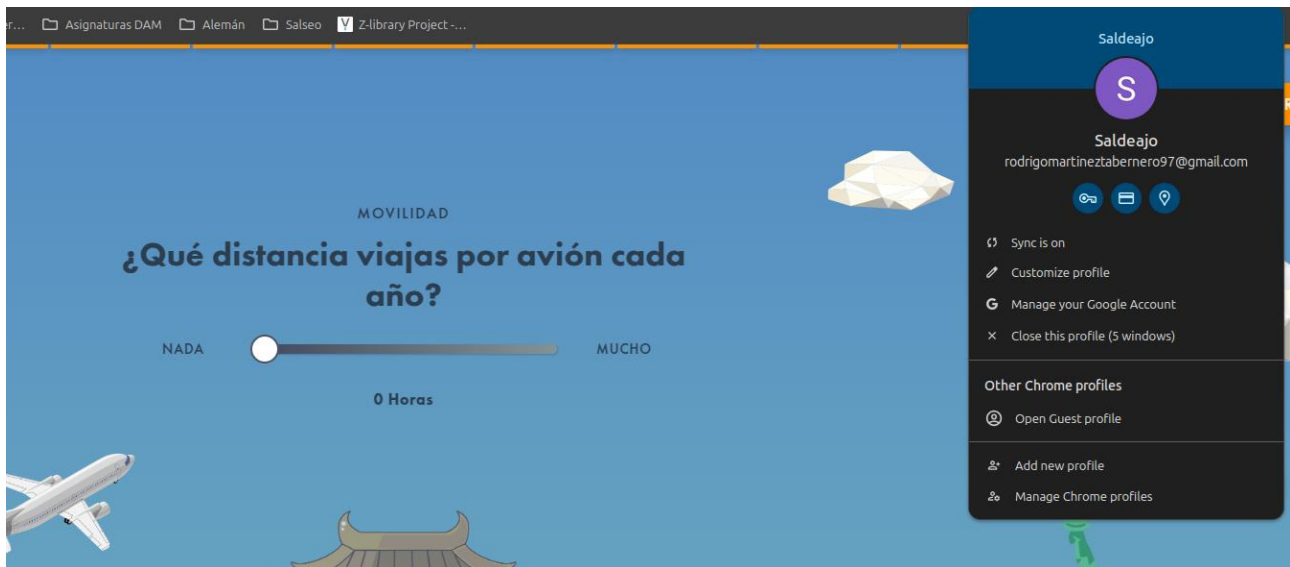 er... Asignaturas DAM Alemán Salseo Z-library Project -...
MOVILIDAD
¿Qué distancia viajas por avión cada
año?
NADA MUCHO
0 Horas
Saldeajo
S
Saldeajo
rodrigomartineztabernero97@gmail.com
Sync is on
Customize profile
G Manage your Google Account
Close this profile (5 windows)
Other Chrome profiles
Open Guest profile
Add new profile
Manage Chrome profiles